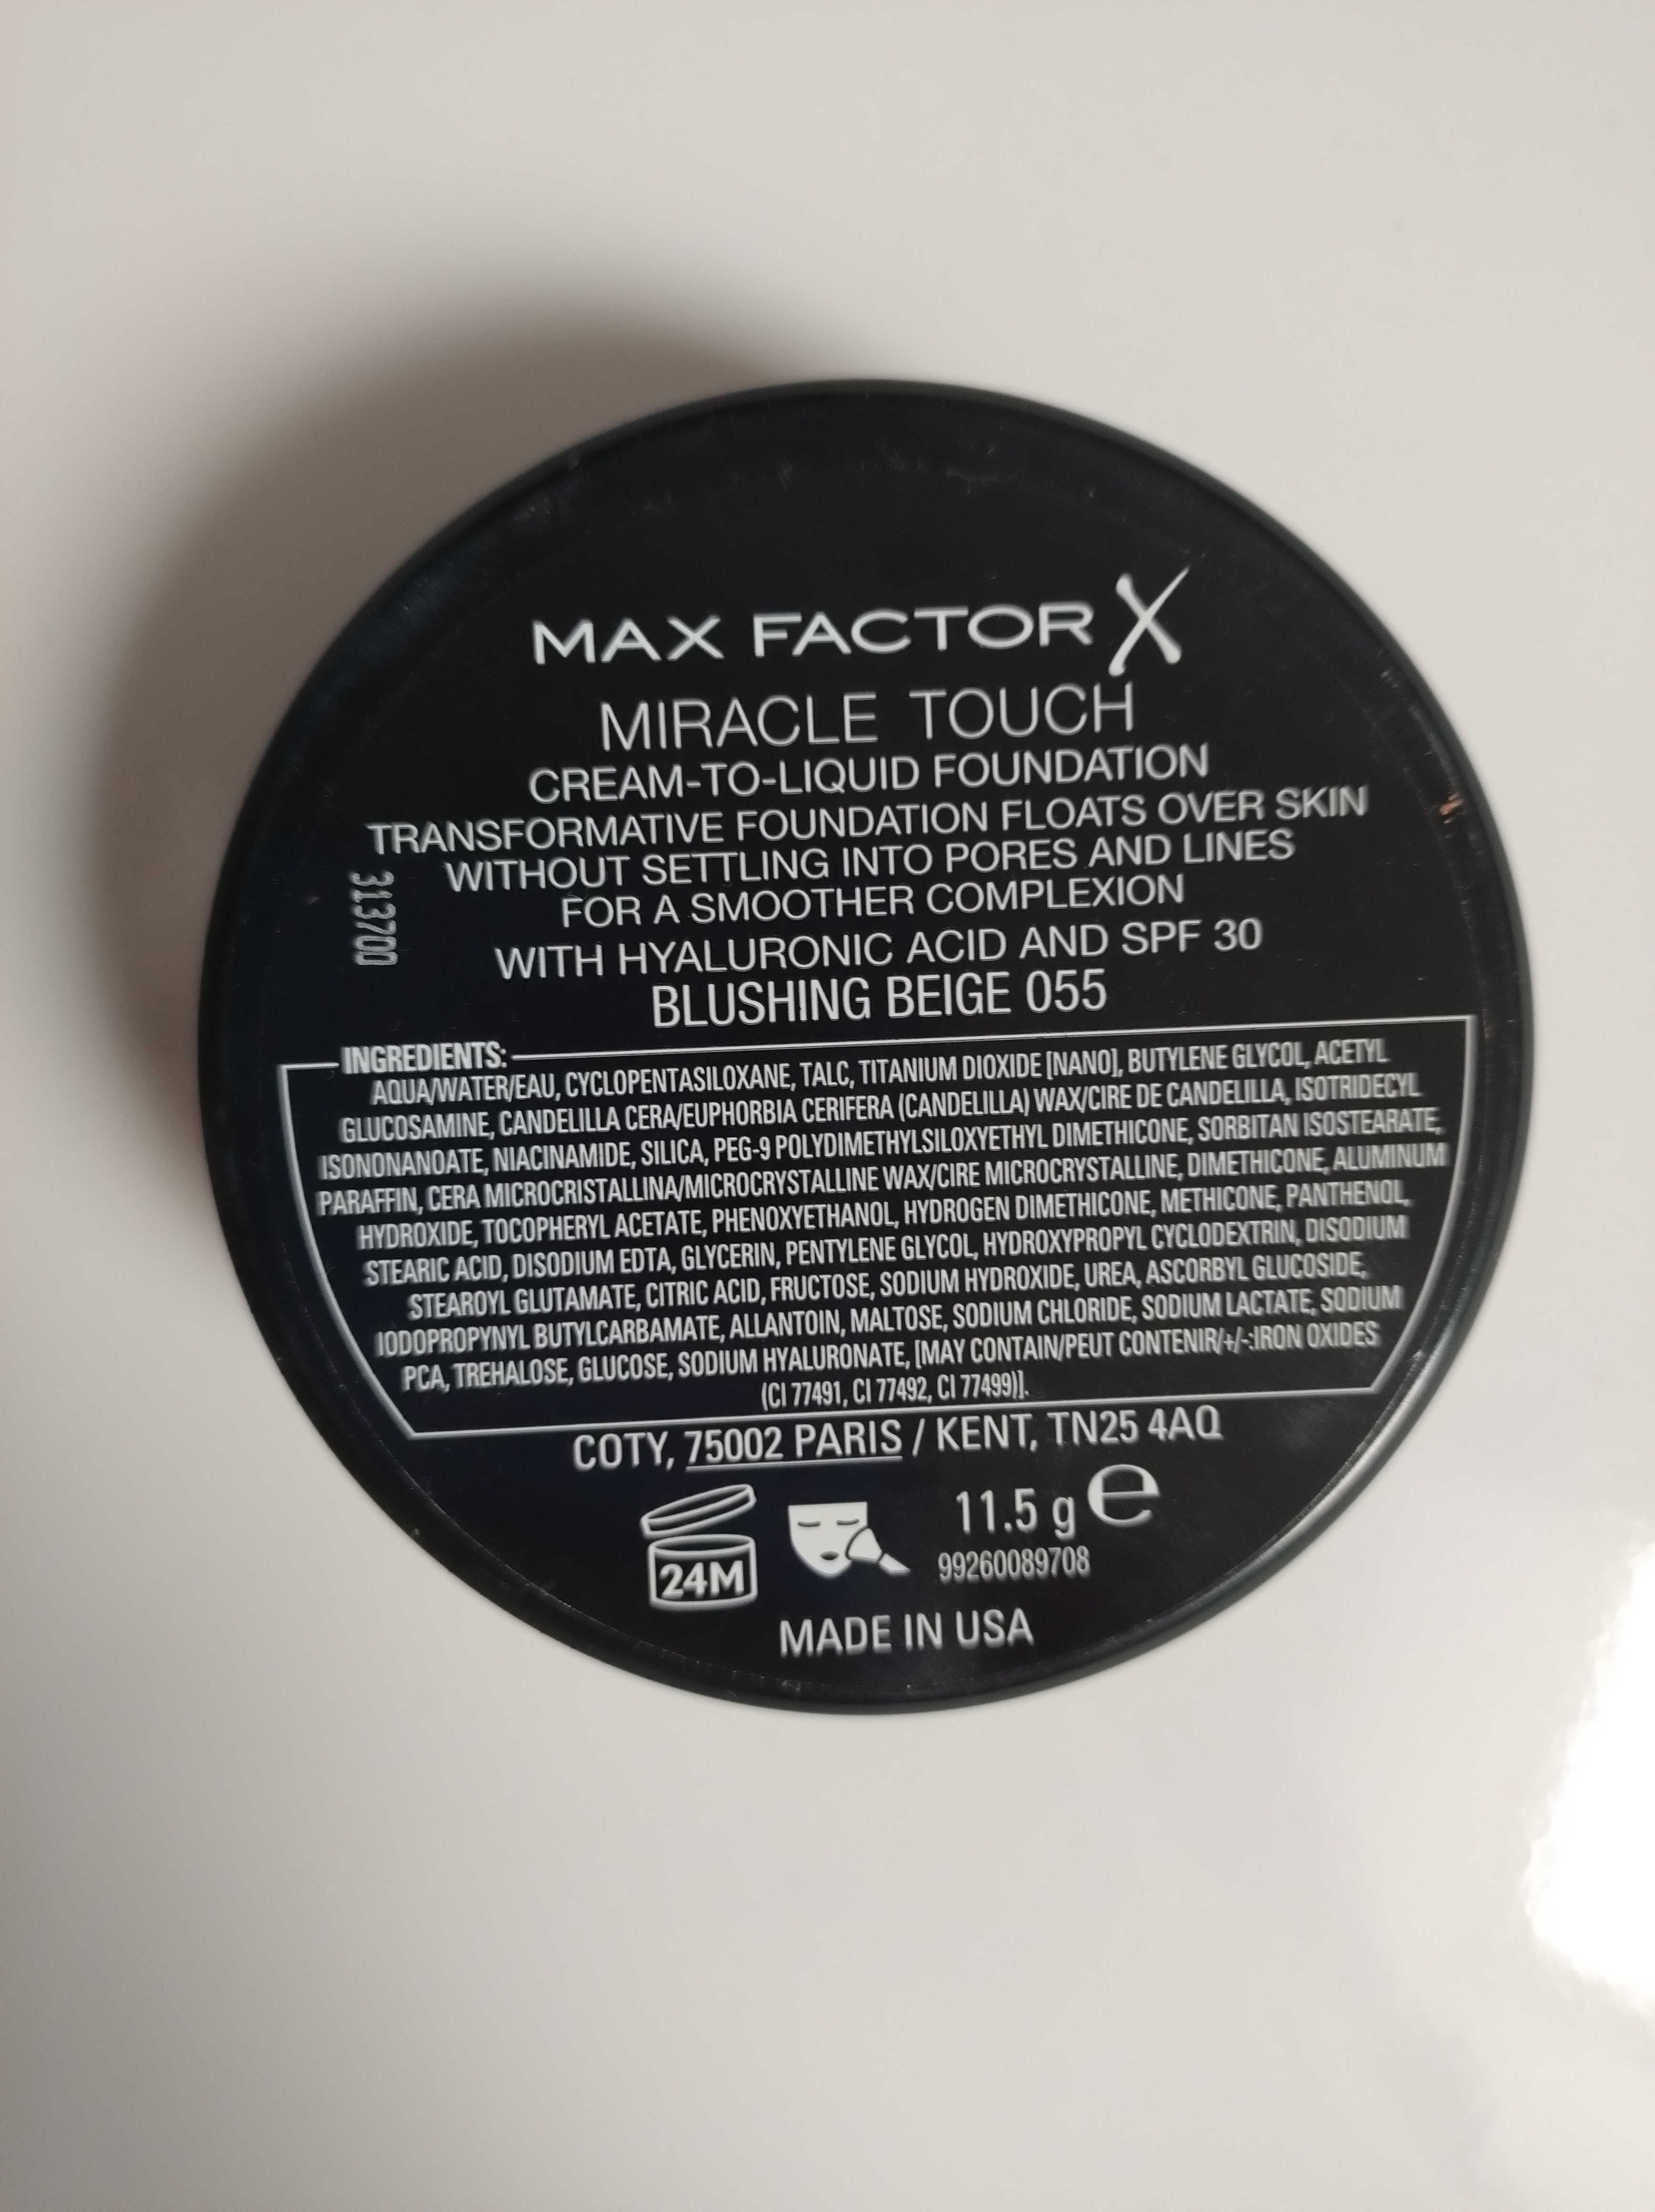 MAX FACTOR X
MIRACLE TOUCH
CREAM-TO-LIQUID FOUNDATION
TRANSFORMATIVE FOUNDATION FLOATS OVER SKIN
WITHOUT SETTLING INTO PORES AND LINES
FOR A SMOOTHER COMPLEXION
WITH HYALURONIC ACID AND SPF 30
BLUSHING BEIGE 055
313700
INGREDIENTS:
AQUA/WATER/EAU, CYCLOPENTASILOXANE, TALC, TITANIUM DIOXIDE [NANO], BUTYLENE GLYCOL, ACETYL
GLUCOSAMINE, CANDELILLA CERA/EUPHORBIA CERIFERA (CANDELILLA) WAX/CIRE DE CANDELILLA, ISOTRIDECYL
ISONONANOATE, NIACINAMIDE, SILICA, PEG-9 POLYDIMETHYLSILOXYETHYL DIMETHICONE, SORBITAN ISOSTEARATE,
PARAFFIN, CERA MICROCRISTALLINA/MICROCRYSTALLINE WAX/CIRE MICROCRYSTALLINE, DIMETHICONE, ALUMINUM
HYDROXIDE, TOCOPHERYL ACETATE, PHENOXYETHANOL, HYDROGEN DIMETHICONE, METHICONE, PANTHENOL,
STEARIC ACID, DISODIUM EDTA, GLYCERIN, PENTYLENE GLYCOL, HYDROXYPROPYL CYCLODEXTRIN, DISODIUM
STEAROYL GLUTAMATE, CITRIC ACID, FRUCTOSE, SODIUM HYDROXIDE, UREA, ASCORBYL GLUCOSIDE,
IODOPROPYNYL BUTYLCARBAMATE, ALLANTOIN, MALTOSE, SODIUM CHLORIDE, SODIUM LACTATE, SODIUM
PCA, TREHALOSE, GLUCOSE, SODIUM HYALURONATE, [MAY CONTAIN/PEUT CONTENIR/+/-:IRON OXIDES
(CI 77491, CI 77492, CI 77499)].
COTY, 75002 PARIS / KENT, TN25 4AQ
24M
11.5 g e
99260089708
MADE IN USA